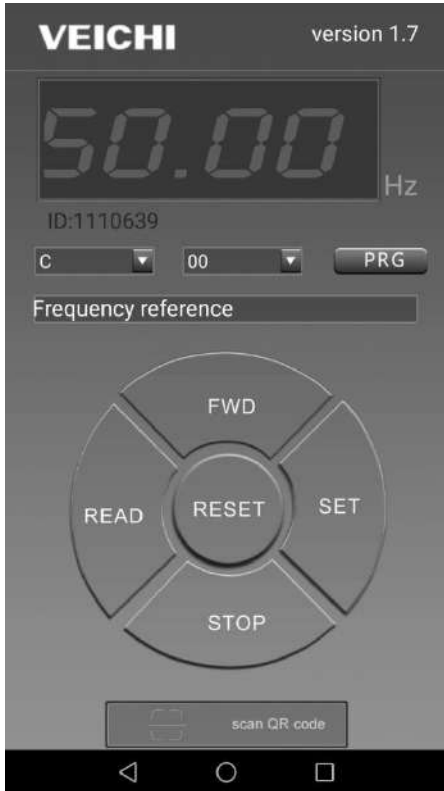 VEICHI version 1.7
50.00 Hz
ID:1110639
C 00 PRG
Frequency reference
FWD
READ RESET SET
STOP
scan QR code